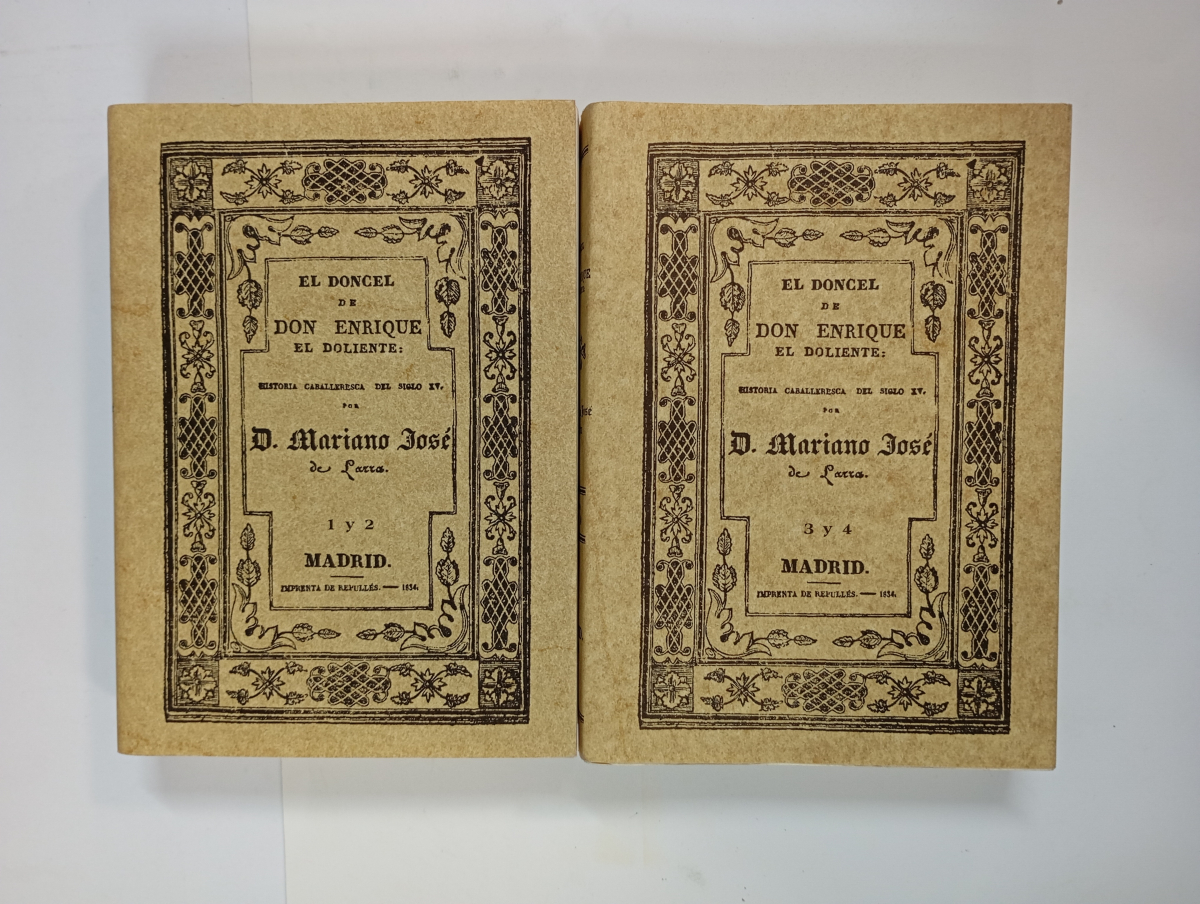 EL DONCEL
DE
DON ENRIQUE
EL DOLIENTE:
HISTORIA CABALLERESCA DEL SIGLO XV.
POR
D. Mariano José
de Larra.
1 y 2
MADRID.
IMPRENTA DE REPULLÉS. — 1834.
EL DONCEL
DE
DON ENRIQUE
EL DOLIENTE:
HISTORIA CABALLERESCA DEL SIGLO XV.
POR
D. Mariano José
de Larra.
3 y 4
MADRID.
IMPRENTA DE REPULLÉS. — 1834.